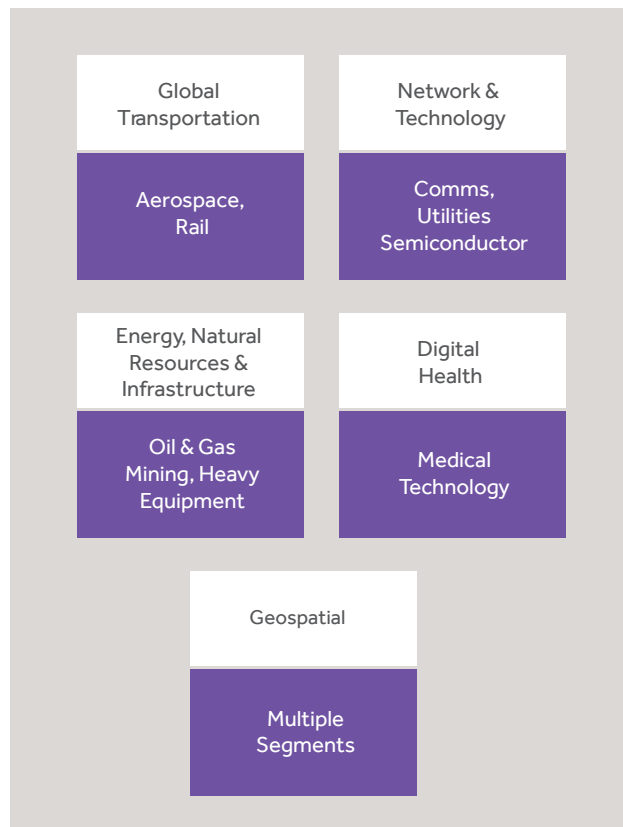 Global
Transportation
Aerospace,
Rail
Network &
Technology
Comms,
Utilities
Semiconductor
Energy, Natural
Resources &
Infrastructure
Oil & Gas
Mining, Heavy
Equipment
Digital
Health
Medical
Technology
Geospatial
Multiple
Segments